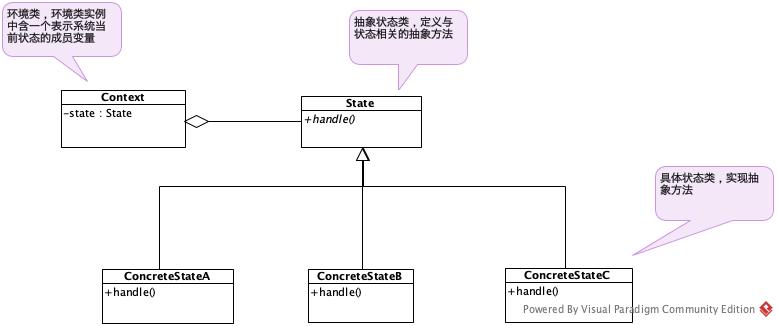 环境类，环境类实例
中含一个表示系统当
前状态的成员变量
抽象状态类，定义与
状态相关的抽象方法
Context
-state : State
State
+handle()
具体状态类，实现抽
象方法
ConcreteStateA
+handle()
ConcreteStateB
+handle()
ConcreteStateC
+handle()
Powered By Visual Paradigm Community Edition